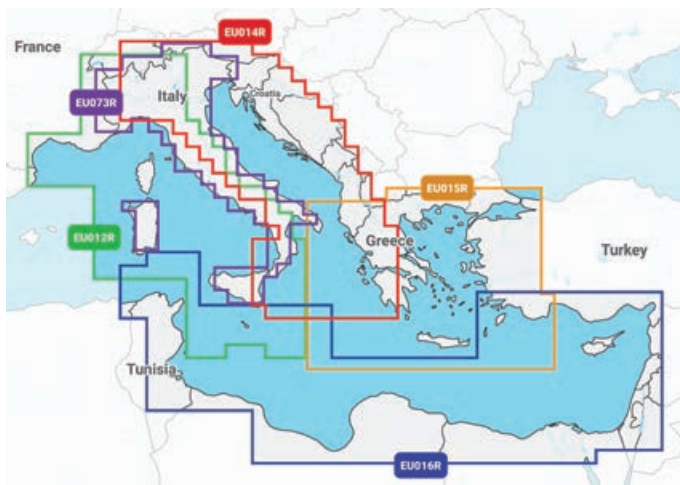 EU014R
France
Italy
Croatia
EU073R
EU015R
EU012R
Greece
Turkey
Tunisia
EU016R